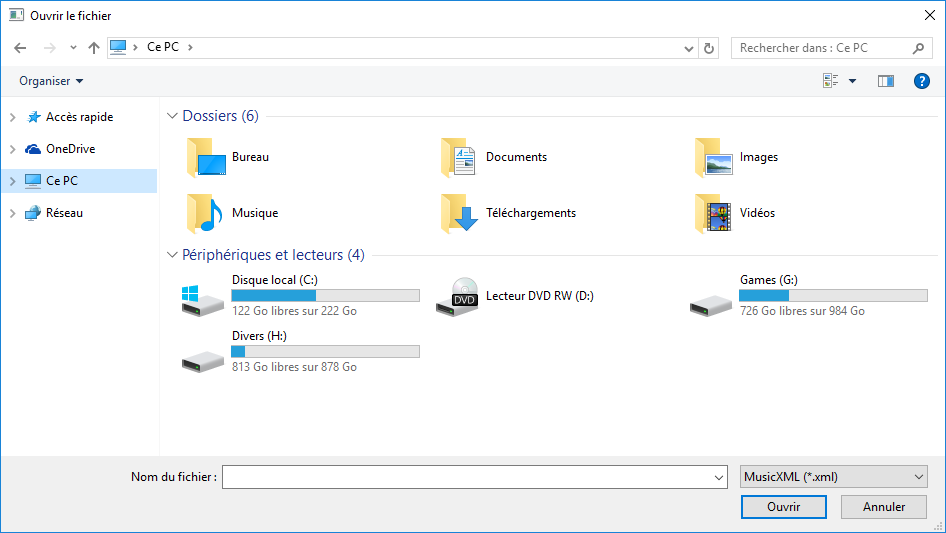 Ouvrir le fichier
Ce PC
Rechercher dans : Ce PC
Organiser
?
Accès rapide
OneDrive
Ce PC
Réseau
Dossiers (6)
Bureau
Documents
Images
Musique
Téléchargements
Vidéos
Périphériques et lecteurs (4)
Disque local (C:)
122 Go libres sur 222 Go
DVD
Lecteur DVD RW (D:)
Games (G:)
726 Go libres sur 984 Go
Divers (H:)
813 Go libres sur 878 Go
Nom du fichier :
MusicXML (*.xml)
Ouvrir
Annuler